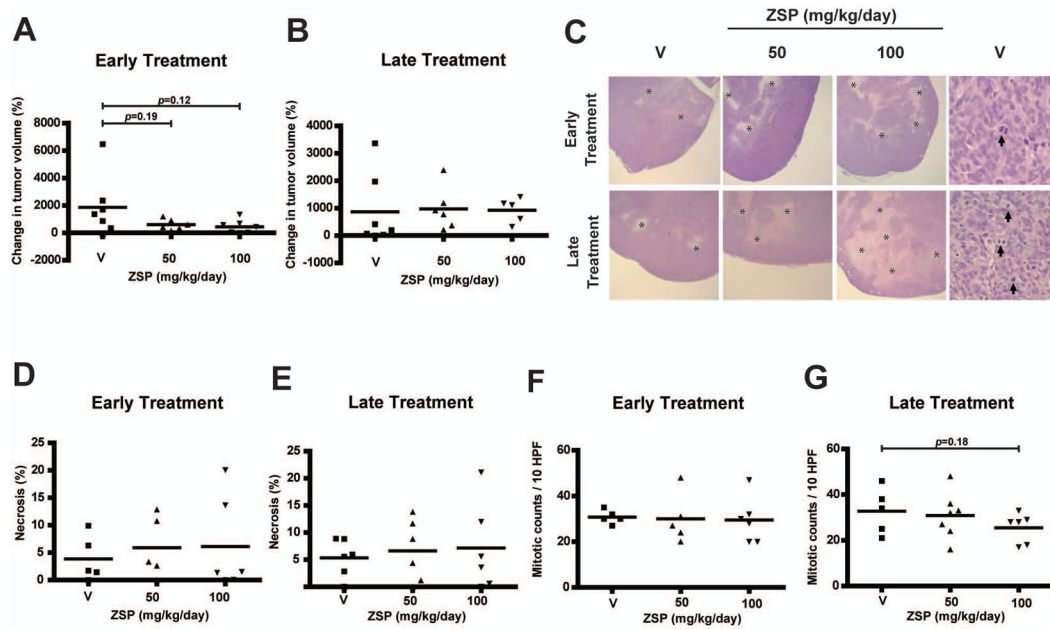 A
Early Treatment
p=0.12
p=0.19
Change in tumor volume (%)
8000
6000
4000
2000
0
-2000
V
50
100
ZSP (mg/kg/day)
B
Late Treatment
Change in tumor volume (%)
4000
3000
2000
1000
0
-1000
V
50
100
ZSP (mg/kg/day)
C
ZSP (mg/kg/day)
V
50
100
V
Early
Treatment
* * * * * * * * *
Late
Treatment
* * * * * * * * * *
D
Early Treatment
Necrosis (%)
25
20
15
10
5
0
V
50
100
ZSP (mg/kg/day)
E
Late Treatment
Necrosis (%)
25
20
15
10
5
0
V
50
100
ZSP (mg/kg/day)
F
Early Treatment
Mitotic counts / 10 HPF
60
40
20
0
V
50
100
ZSP (mg/kg/day)
G
Late Treatment
p=0.18
Mitotic counts / 10 HPF
60
40
20
0
V
50
100
ZSP (mg/kg/day)